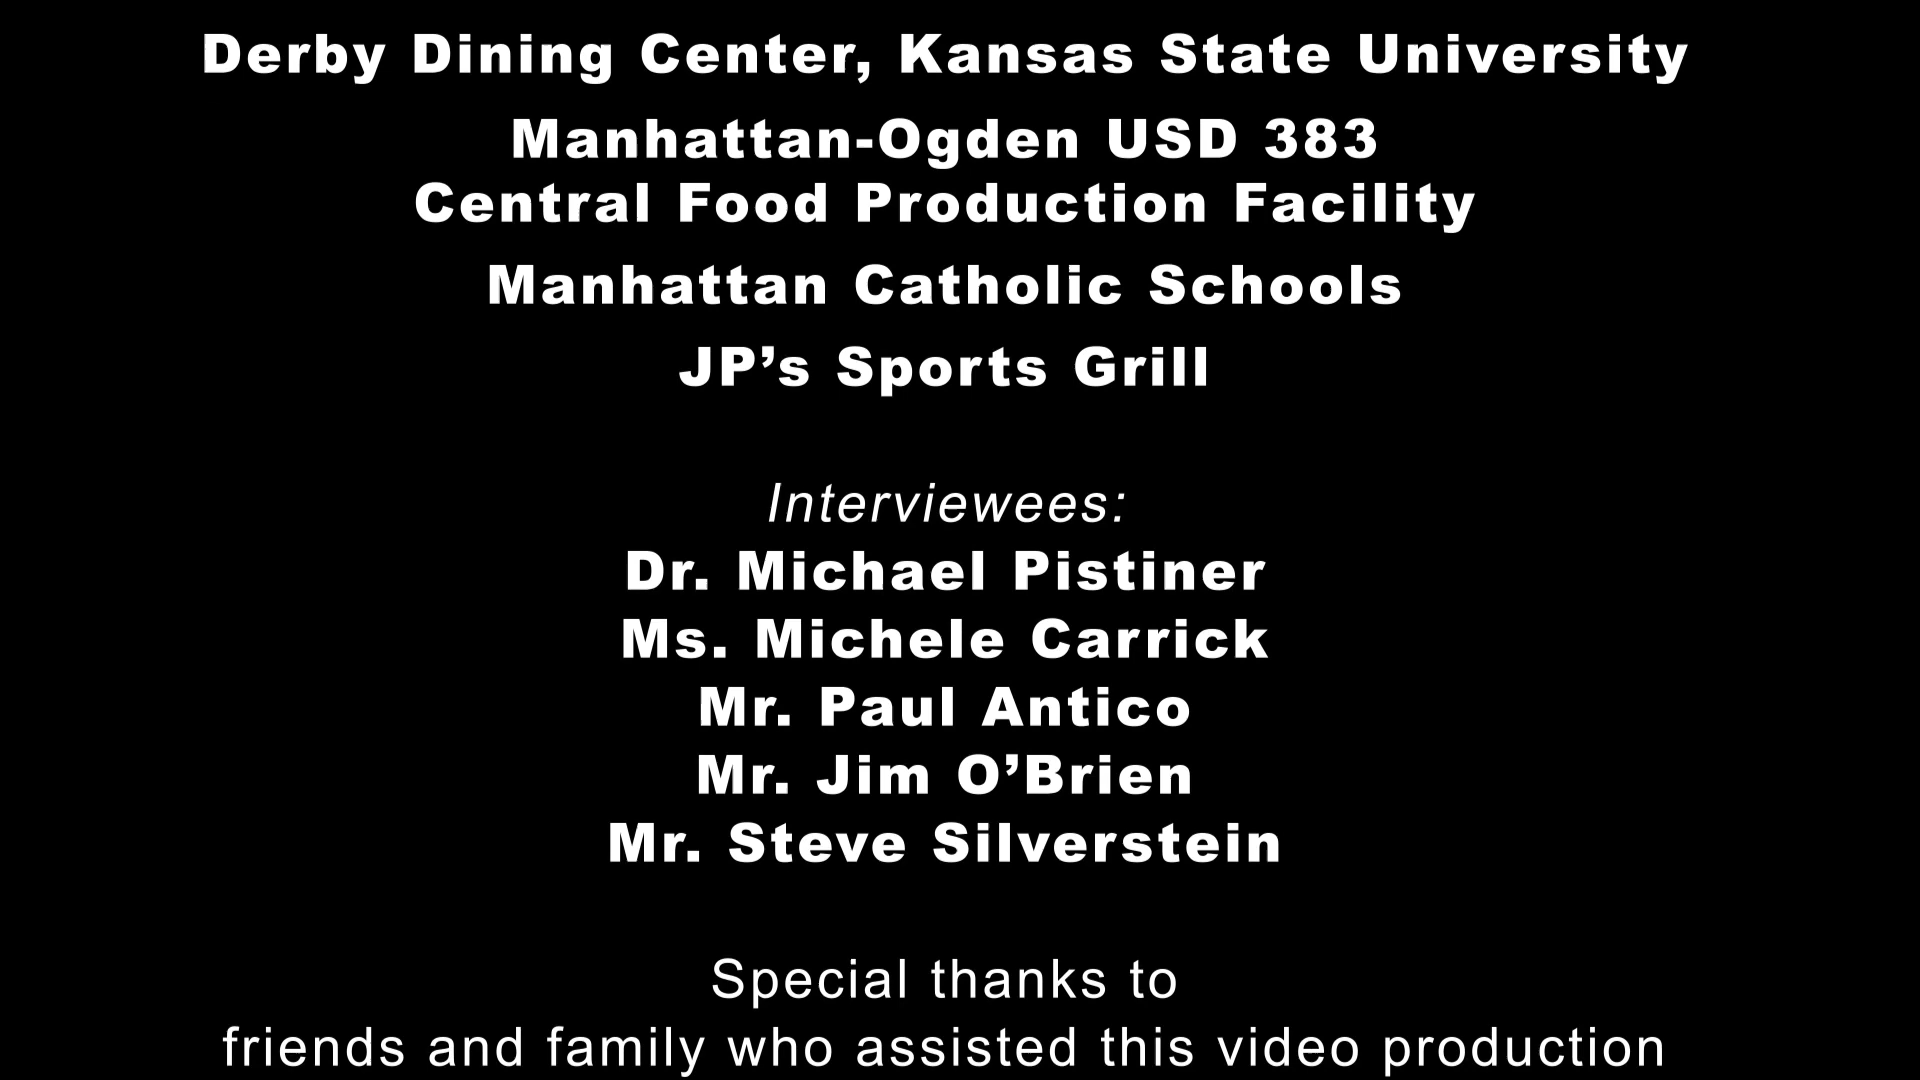 Derby Dining Center, Kansas State University
Manhattan-Ogden USD 383
Central Food Production Facility
Manhattan Catholic Schools
JP’s Sports Grill
Interviewees:
Dr. Michael Pistiner
Ms. Michele Carrick
Mr. Paul Antico
Mr. Jim O’Brien
Mr. Steve Silverstein
Special thanks to
friends and family who assisted this video production